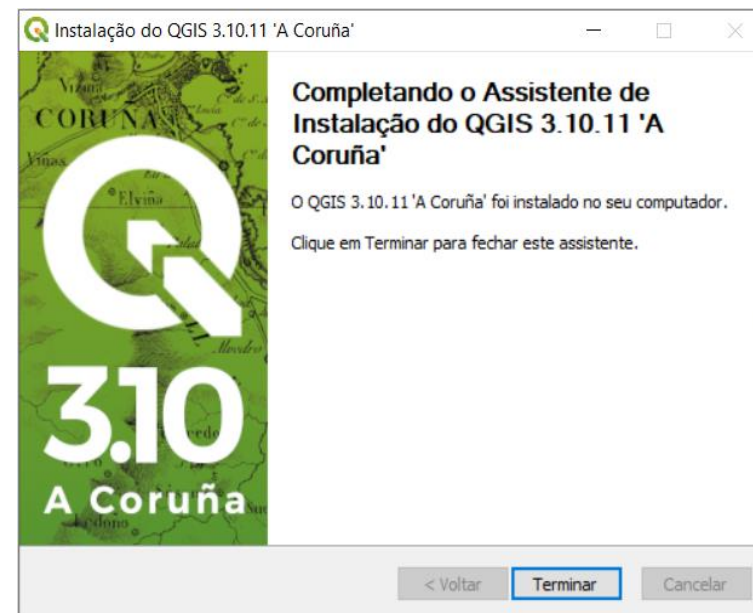 Instalação do QGIS 3.10.11 'A Coruña'
CORUÑA
Elviña
3.10
A Coruña
Completando o Assistente de
Instalação do QGIS 3.10.11 'A
Coruña'
O QGIS 3.10.11 'A Coruña' foi instalado no seu computador.
Clique em Terminar para fechar este assistente.
< Voltar
Terminar
Cancelar